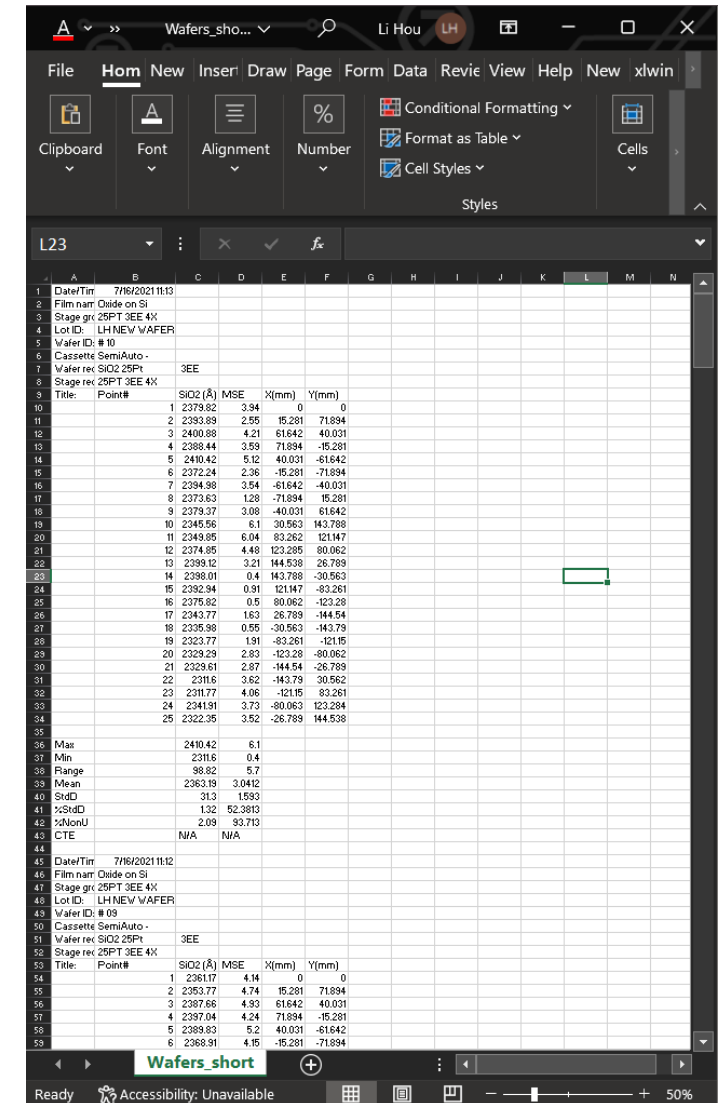 A » Wafers_sho... Li Hou LH
File Hom New Insert Draw Page Form Data Revie View Help New xlwin
Clipboard Font Alignment % Number Conditional Formatting Format as Table Cell Styles Cells
Styles
L23 fx
A B C D E F G H I J K L M N
1 Date/Tim 7/16/2021 11:13
2 Film nam Oxide on Si
3 Stage gro 25PT 3EE 4X
4 Lot ID: LH NEW WAFER
5 Wafer ID: # 10
6 Cassette SemiAuto -
7 Wafer rec SiO2 25Pt 3EE
8 Stage rec 25PT 3EE 4X
9 Title: Point# SiO2 (Å) MSE X(mm) Y(mm)
10 1 2379.82 3.94 0 0
11 2 2393.89 2.55 15.281 71.894
12 3 2400.88 4.21 61.642 40.031
13 4 2388.44 3.59 71.894 -15.281
14 5 2410.42 5.12 40.031 -61.642
15 6 2372.24 2.36 -15.281 -71.894
16 7 2394.98 3.54 -61.642 -40.031
17 8 2373.63 1.28 -71.894 15.281
18 9 2379.37 3.08 -40.031 61.642
19 10 2345.56 6.1 30.563 143.788
20 11 2349.85 6.04 83.262 121.147
21 12 2374.85 4.48 123.285 80.062
22 13 2399.12 3.21 144.538 26.789
23 14 2398.01 0.4 143.788 -30.563
24 15 2392.94 0.91 121.147 -83.261
25 16 2375.82 0.5 80.062 -123.28
26 17 2343.77 1.63 26.789 -144.54
27 18 2335.98 0.55 -30.563 -143.79
28 19 2323.77 1.91 -83.261 -121.15
29 20 2329.29 2.83 -123.28 -80.062
30 21 2329.61 2.87 -144.54 -26.789
31 22 2311.6 3.62 -143.79 30.562
32 23 2311.77 4.06 -121.15 83.261
33 24 2341.91 3.73 -80.063 123.284
34 25 2322.35 3.52 -26.789 144.538
35
36 Max 2410.42 6.1
37 Min 2311.6 0.4
38 Range 98.82 5.7
39 Mean 2363.19 3.0412
40 StdD 31.3 1.593
41 %StdD 1.32 52.3813
42 %NonU 2.09 93.713
43 CTE N/A N/A
44
45 Date/Tim 7/16/2021 11:12
46 Film nam Oxide on Si
47 Stage gro 25PT 3EE 4X
48 Lot ID: LH NEW WAFER
49 Wafer ID: # 09
50 Cassette SemiAuto -
51 Wafer rec SiO2 25Pt 3EE
52 Stage rec 25PT 3EE 4X
53 Title: Point# SiO2 (Å) MSE X(mm) Y(mm)
54 1 2361.17 4.14 0 0
55 2 2353.77 4.74 15.281 71.894
56 3 2387.66 4.93 61.642 40.031
57 4 2397.04 4.24 71.894 -15.281
58 5 2389.83 5.2 40.031 -61.642
59 6 2368.91 4.15 -15.281 -71.894
Wafers_short
Ready Accessibility: Unavailable 50%